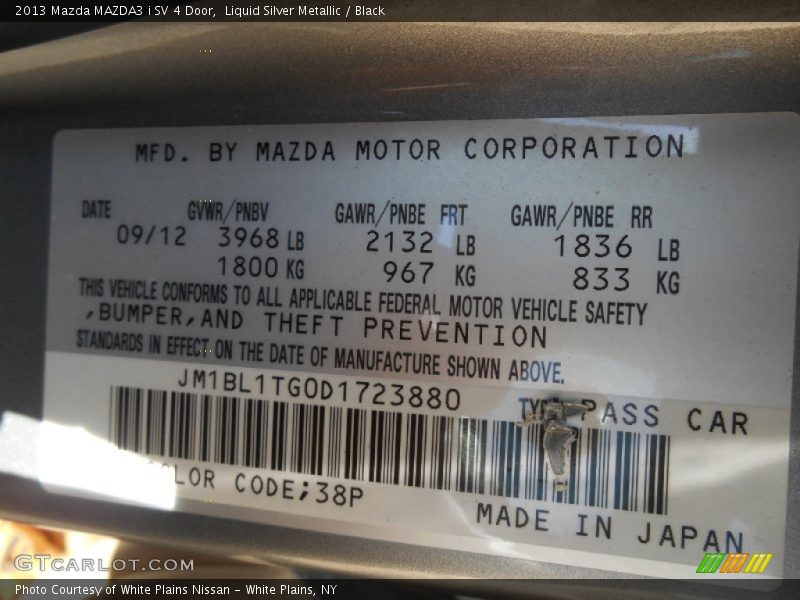 2013 Mazda MAZDA3 i SV 4 Door,  Liquid Silver Metallic / Black
MFD. BY MAZDA MOTOR CORPORATION
DATE GVWR/PNBV GAWR/PNBE FRT GAWR/PNBE RR
09/12 3968 LB 2132 LB 1836 LB
1800 KG 967 KG 833 KG
THIS VEHICLE CONFORMS TO ALL APPLICABLE FEDERAL MOTOR VEHICLE SAFETY
,BUMPER,AND THEFT PREVENTION
STANDARDS IN EFFECT ON THE DATE OF MANUFACTURE SHOWN ABOVE.
JM1BL1TG0D1723880
PASS CAR
CODE;38P
MADE IN JAPAN
GTCARLOT.COM
Photo Courtesy of White Plains Nissan - White Plains, NY